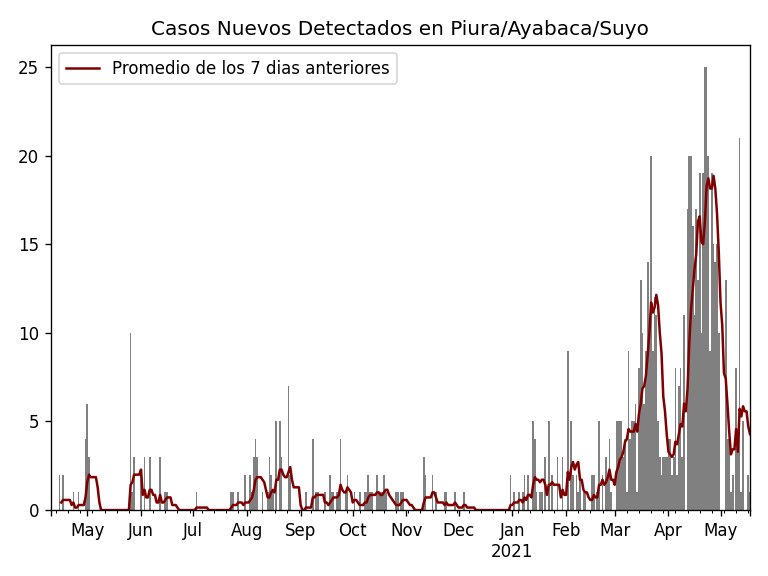 Casos Nuevos Detectados en Piura/Ayabaca/Suyo
Promedio de los 7 dias anteriores
25
20
15
10
5
0
May Jun Jul Aug Sep Oct Nov Dec Jan Feb Mar Apr May
2021